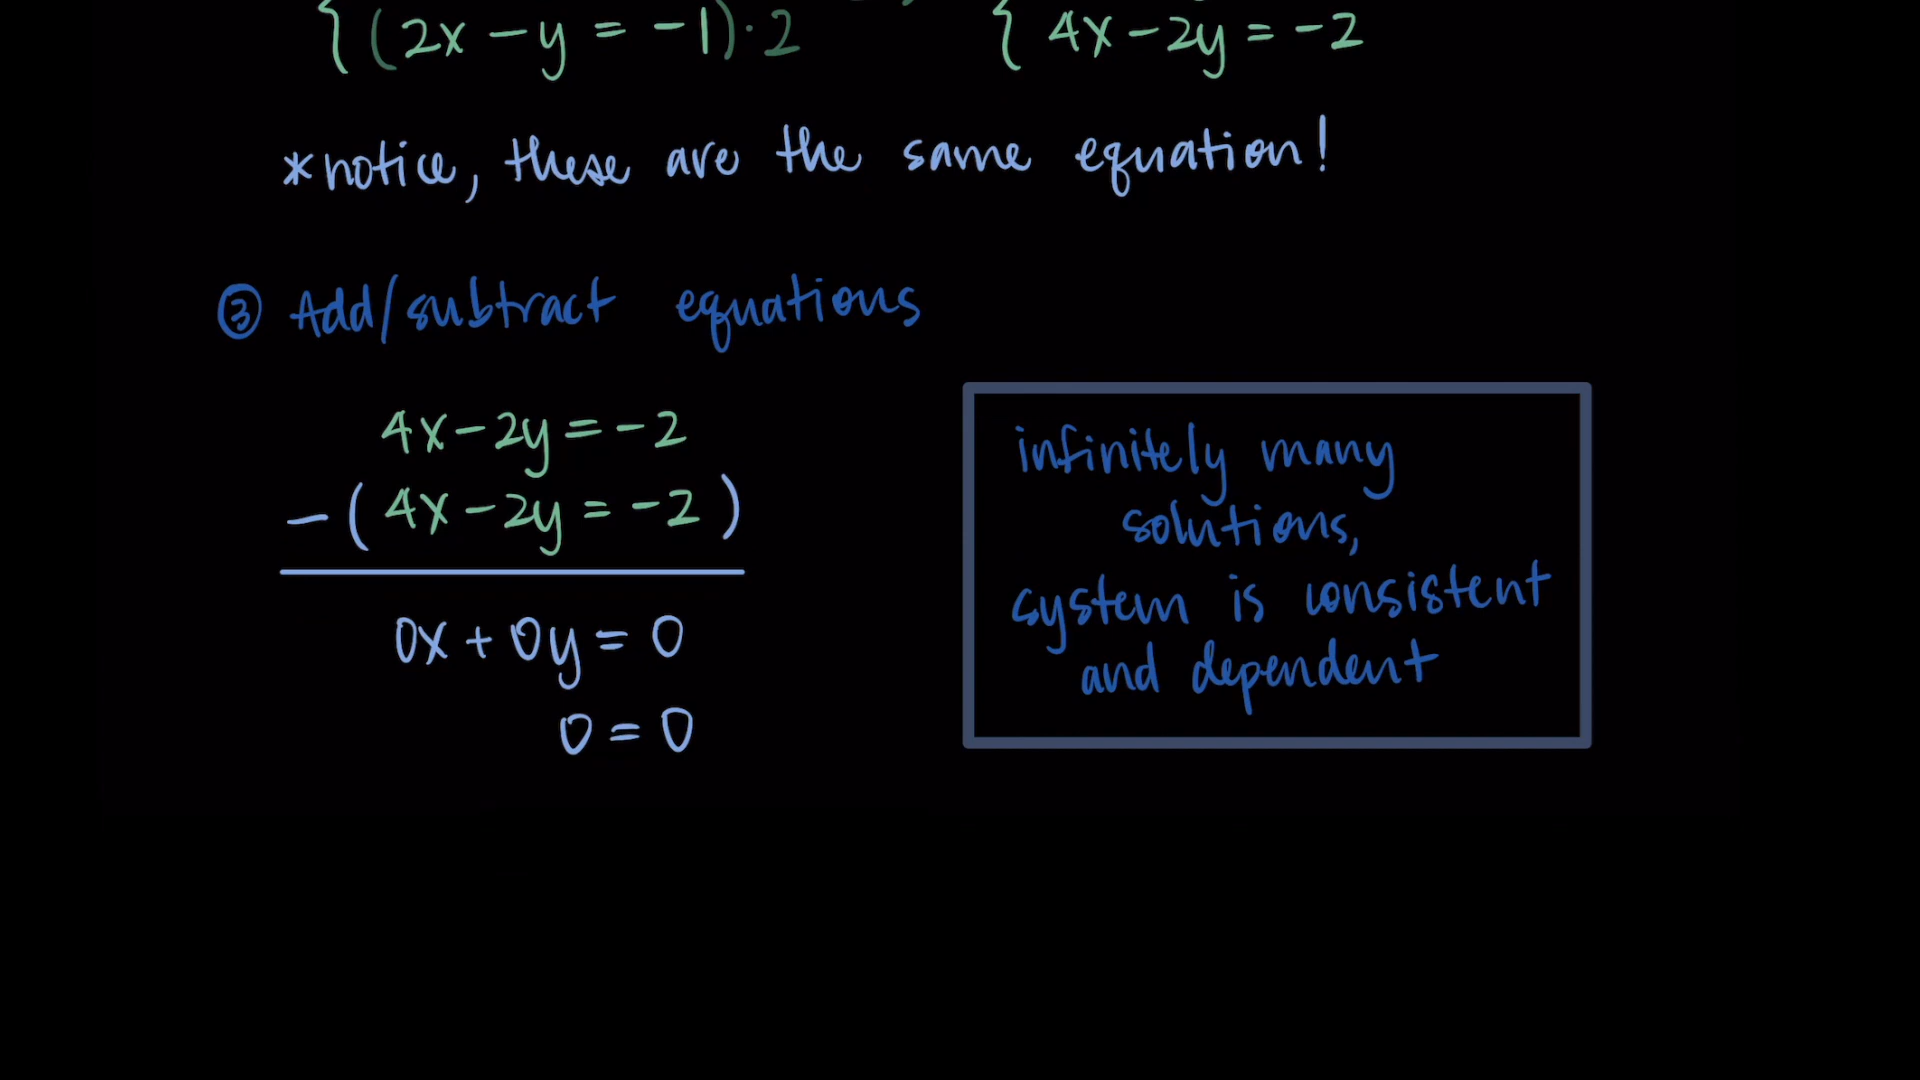 { (2x - y = -1) · 2 { 4x - 2y = -2
*notice, these are the same equation!
③ Add/subtract equations
4x - 2y = -2
- ( 4x - 2y = -2 )
0x + 0y = 0
0 = 0
infinitely many
solutions,
system is consistent
and dependent